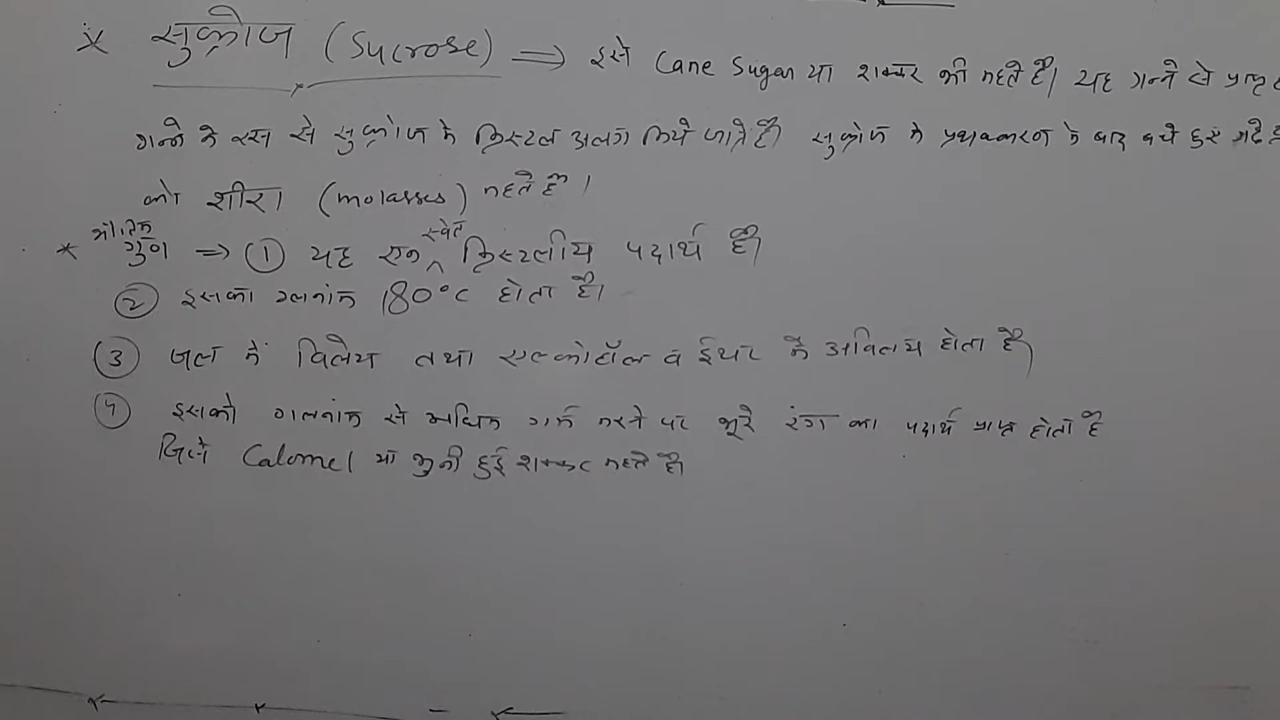 * सुक्रोज (Sucrose) ⇒ इसे Cane Sugar या शक्कर भी कहते है। यह गन्ने से प्राप्त
गन्ने के रस से सुक्रोज के क्रिस्टल अलग किये जाते है। सुक्रोज के प्रथक्करण के बाद बचे हुए
को शीरा (molasses) कहते है।
* भौतिक गुण ⇒ ① यह एक श्वेत क्रिस्टलीय पदार्थ है।
② इसका गलनांक 180°C होता है।
③ जल में विलेय तथा एल्कोहॉल व ईथर में अविलय होता है।
④ इसको गलनांक से अधिक गर्म करने पर भूरे रंग का पदार्थ प्राप्त होता है
जिसे Calomel या भुनी हुई शक्कर कहते है।